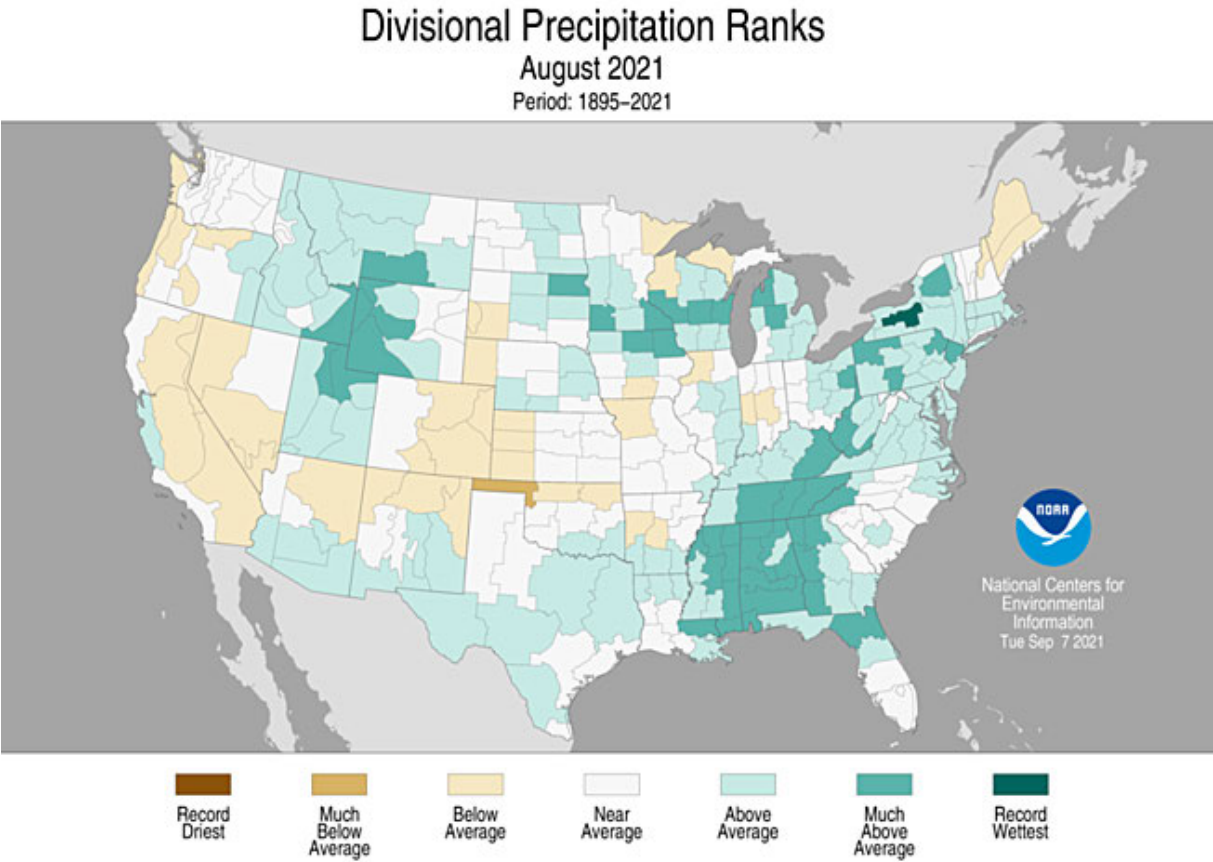 Divisional Precipitation Ranks
August 2021
Period: 1895–2021
NOAA
National Centers for
Environmental
Information
Tue Sep 7 2021
Record
Driest
Much
Below
Average
Below
Average
Near
Average
Above
Average
Much
Above
Average
Record
Wettest